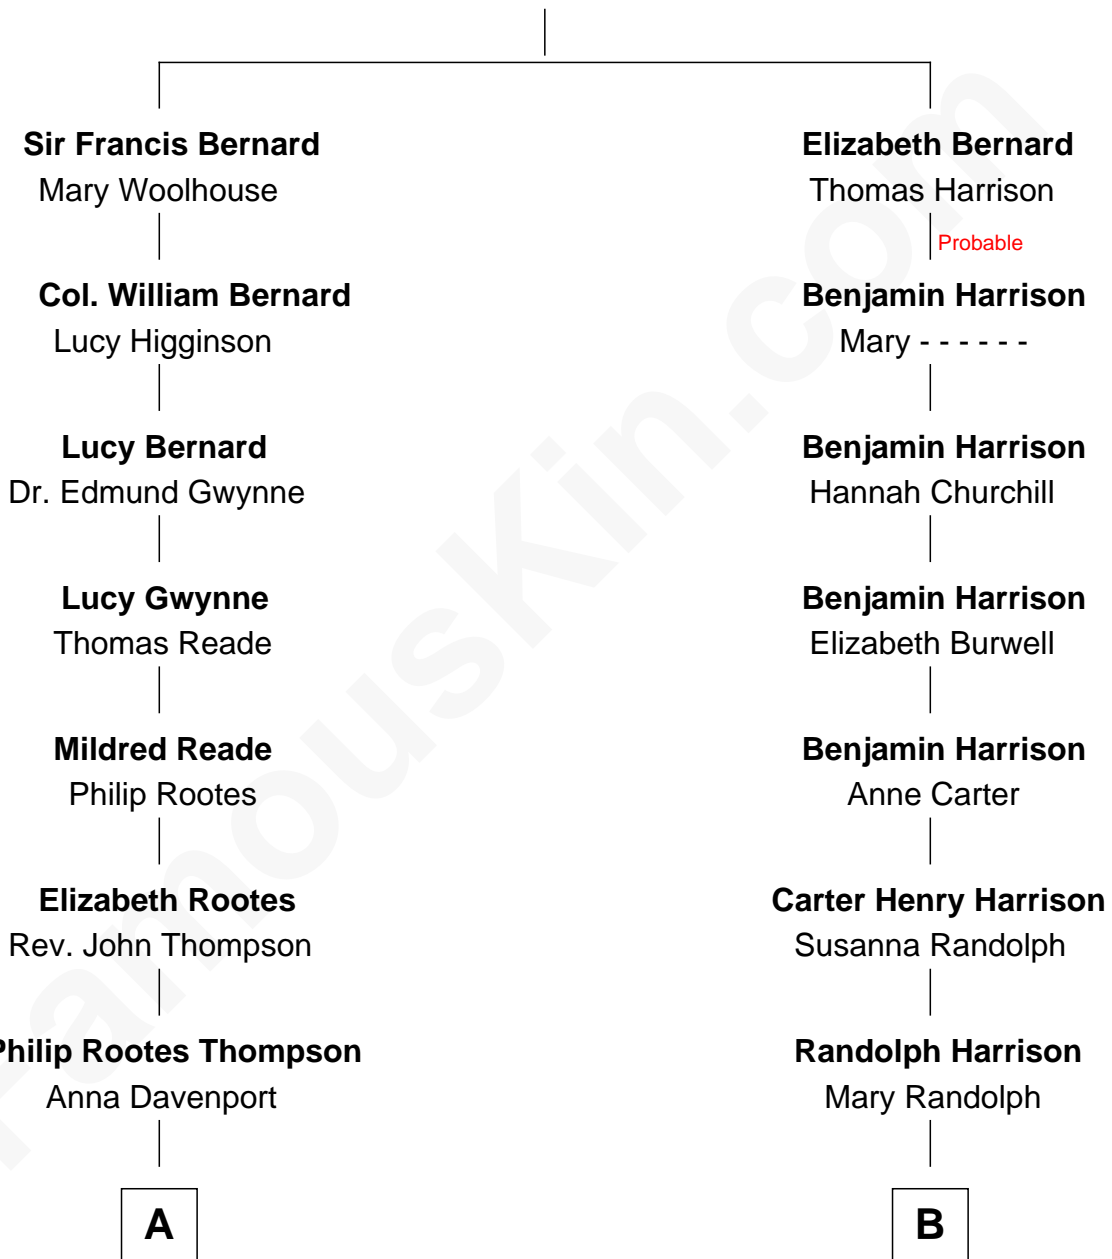 Sir Francis Bernard
Mary Woolhouse
Col. William Bernard
Lucy Higginson
Lucy Bernard
Dr. Edmund Gwynne
Lucy Gwynne
Thomas Reade
Mildred Reade
Philip Rootes
Elizabeth Rootes
Rev. John Thompson
Philip Rootes Thompson
Anna Davenport
A
Elizabeth Bernard
Thomas Harrison
Probable
Benjamin Harrison
Mary - - - - - -
Benjamin Harrison
Hannah Churchill
Benjamin Harrison
Elizabeth Burwell
Benjamin Harrison
Anne Carter
Carter Henry Harrison
Susanna Randolph
Randolph Harrison
Mary Randolph
B
FamousKin.com